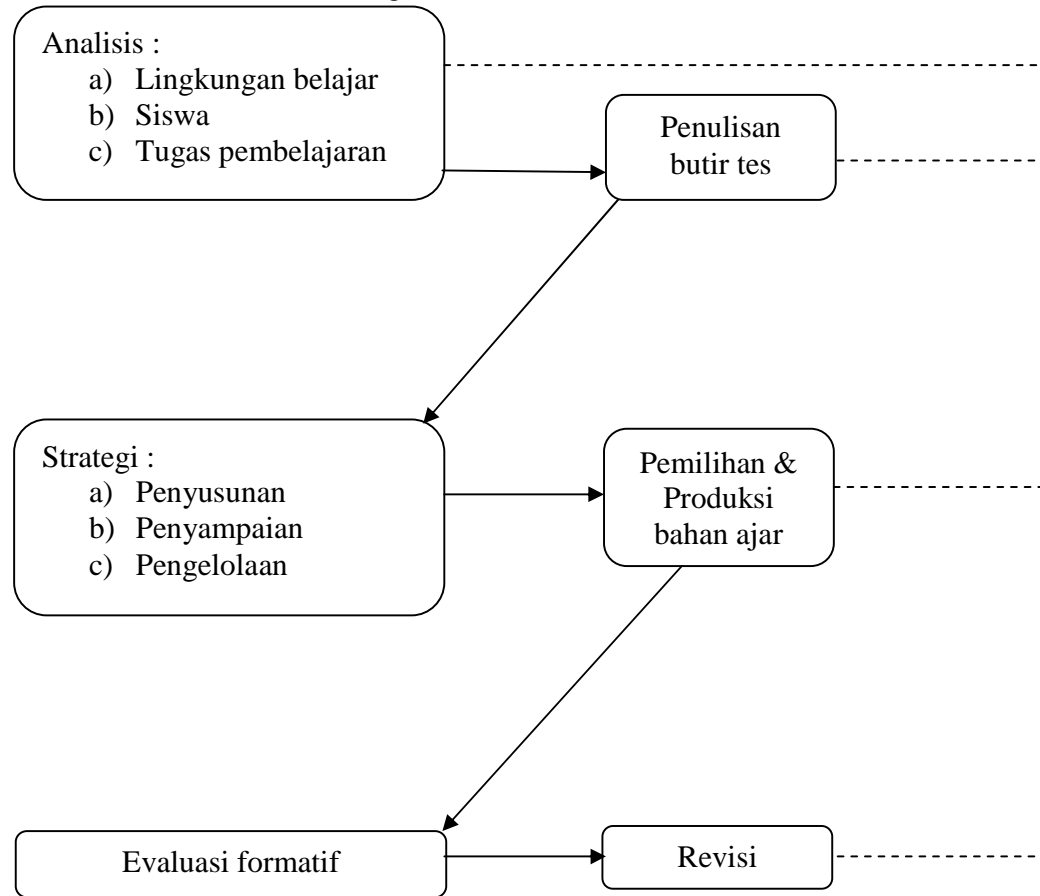 Analisis :
a) Lingkungan belajar
b) Siswa
c) Tugas pembelajaran
Penulisan
butir tes
Strategi :
a) Penyusunan
b) Penyampaian
c) Pengelolaan
Pemilihan &
Produksi
bahan ajar
Evaluasi formatif
Revisi